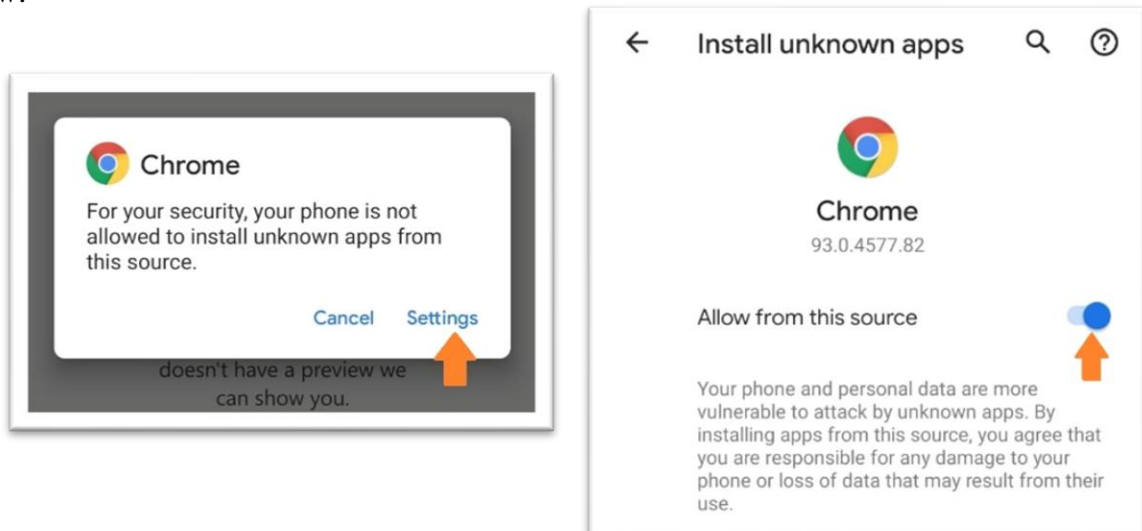 Chrome
For your security, your phone is not
allowed to install unknown apps from
this source.
Cancel Settings
doesn't have a preview we
can show you.
Install unknown apps
Chrome
93.0.4577.82
Allow from this source
Your phone and personal data are more
vulnerable to attack by unknown apps. By
installing apps from this source, you agree that
you are responsible for any damage to your
phone or loss of data that may result from their
use.